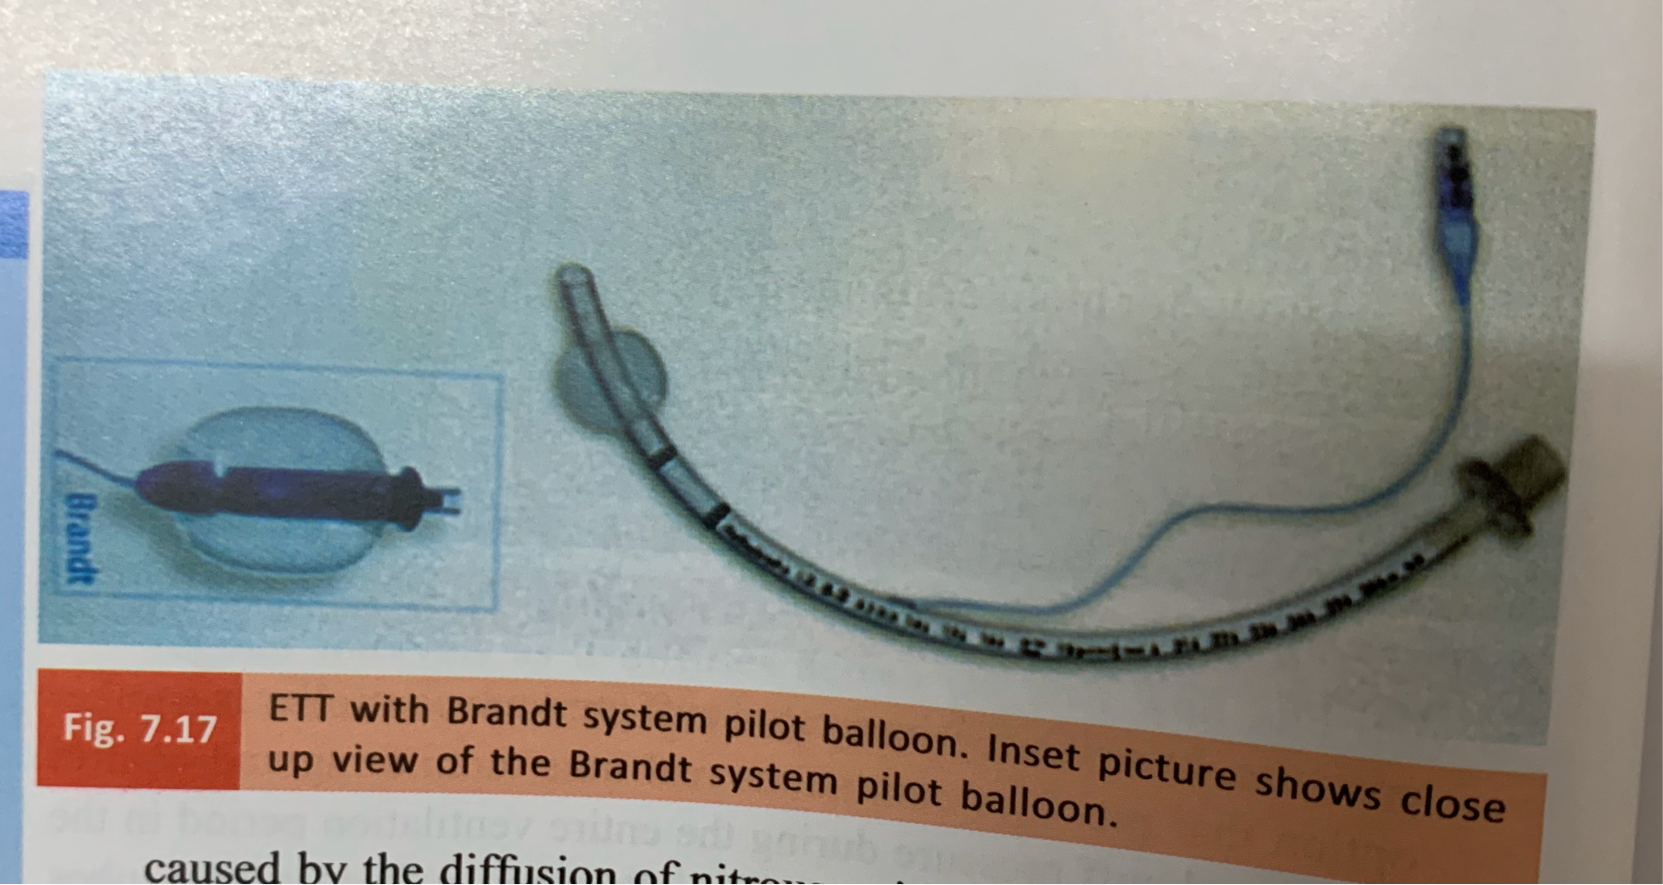 Brandt
Fig. 7.17
ETT with Brandt system pilot balloon. Inset picture shows close
up view of the Brandt system pilot balloon.
caused by the diffusion of